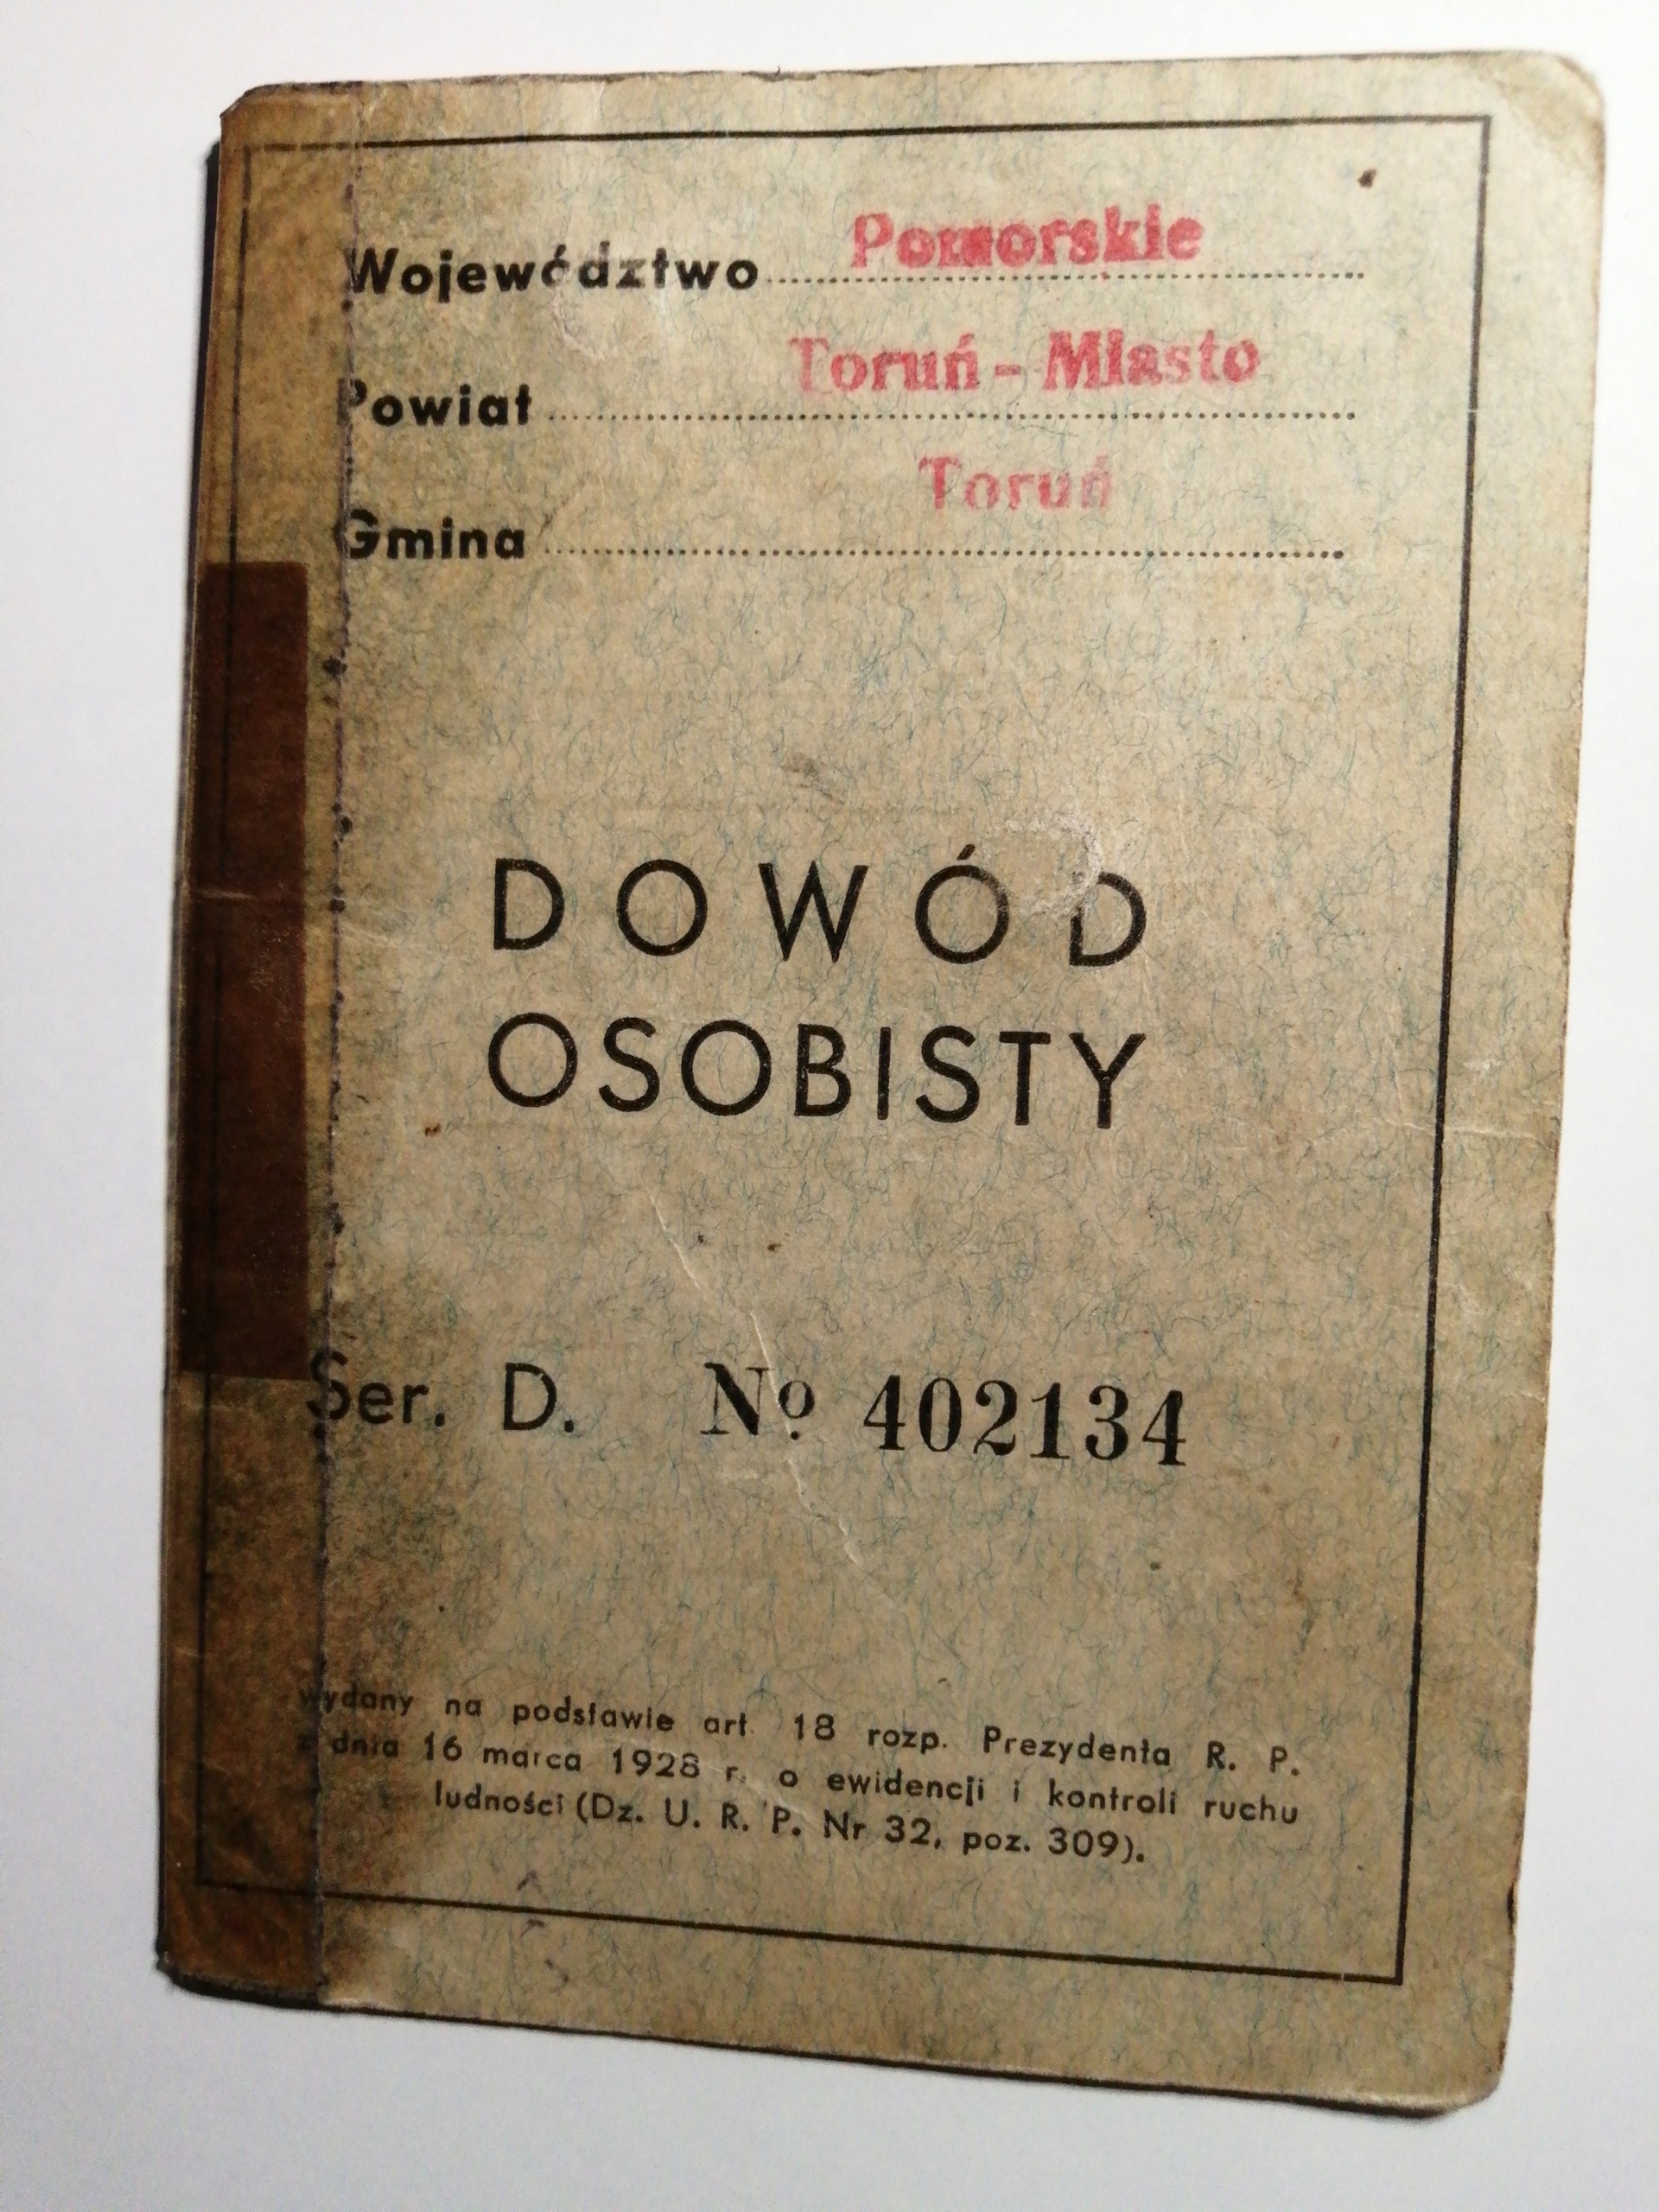 Województwo Pomorskie
Powiat Toruń - Miasto
Gmina Toruń
DOWÓD
OSOBISTY
Ser. D. Nº 402134
wydany na podstawie art. 18 rozp. Prezydenta R. P.
z dnia 16 marca 1928 r. o ewidencji i kontroli ruchu
ludności (Dz. U. R. P. Nr 32, poz. 309).